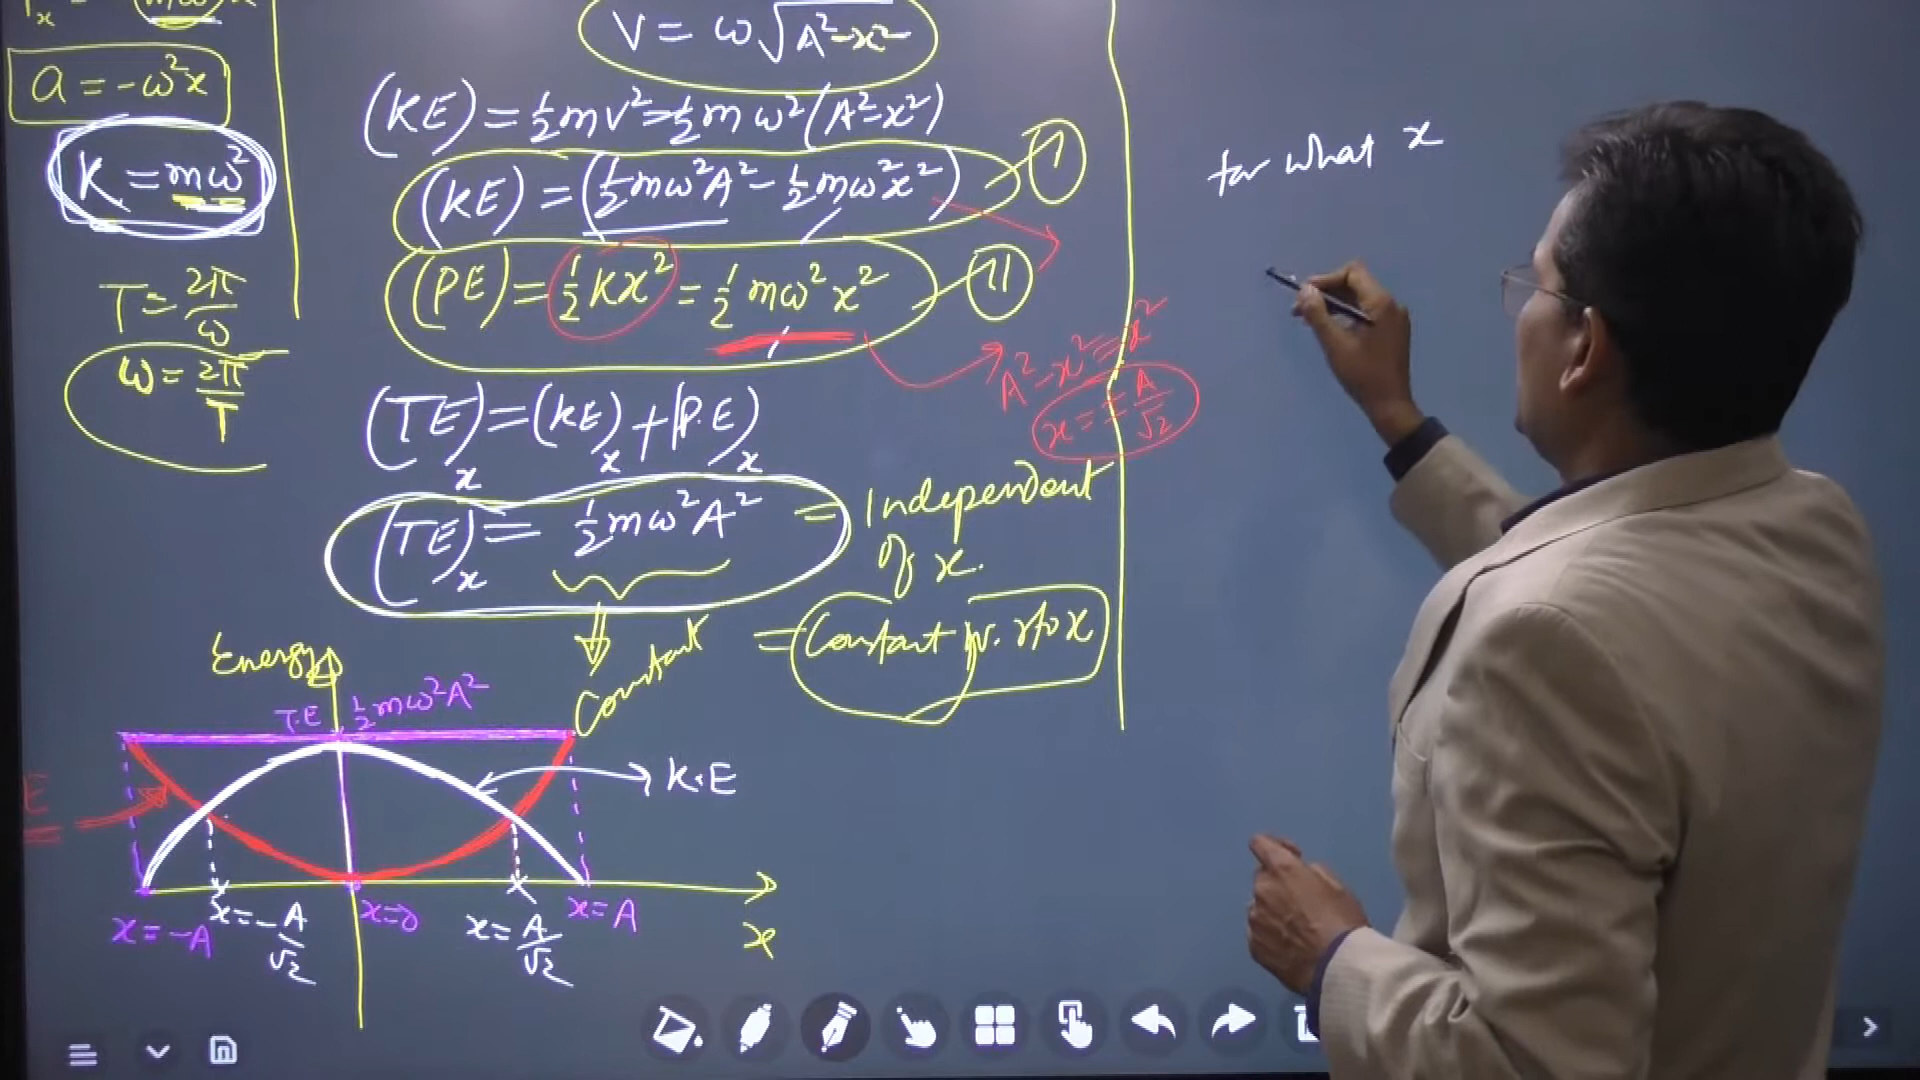 a = -ω²x
K = mω²
T = 2π/ω
ω = 2π/T
V = ω√A²-x²
(KE) = ½mV² = ½mω²(A²-x²)
(KE) = (½mω²A² - ½mω²x²) I
(PE) = ½Kx² = ½mω²x² II
A²-x² = x²
x = ± A/√2
(TE)x = (KE)x + (P.E)x
(TE)x = ½mω²A² = Independent
of x.
Constant
= Constant w.r.to x
Energy
T.E ½mω²A²
K.E
E
x = -A
x = -A/√2
x=0
x = A/√2
x = A
x
for what x